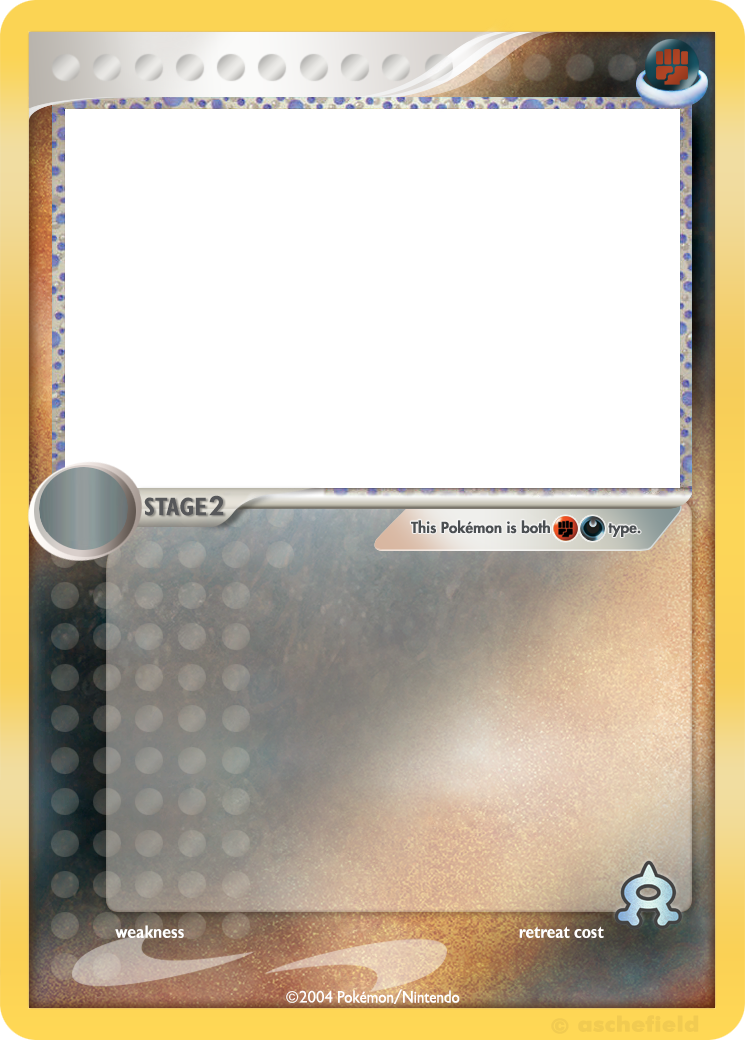 STAGE2
This Pokémon is both type.
weakness
retreat cost
©2004 Pokémon/Nintendo
© aschefield